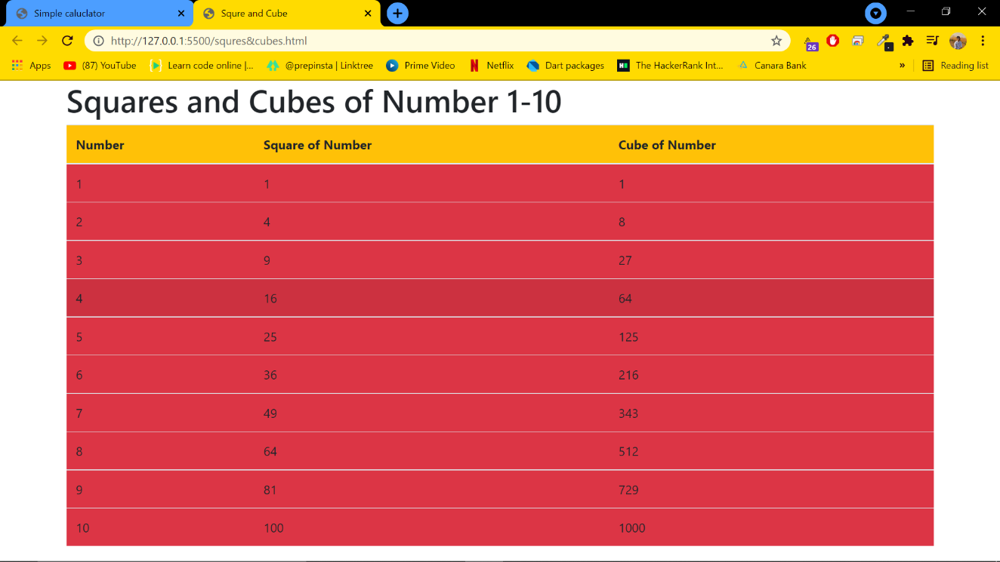 Simple caluclator
Squre and Cube
http://127.0.0.1:5500/squres&cubes.html
26
Apps (87) YouTube Learn code online |... @prepinsta | Linktree Prime Video Netflix Dart packages The HackerRank Int... Canara Bank » Reading list
Squares and Cubes of Number 1-10
Number Square of Number Cube of Number
1 1 1
2 4 8
3 9 27
4 16 64
5 25 125
6 36 216
7 49 343
8 64 512
9 81 729
10 100 1000